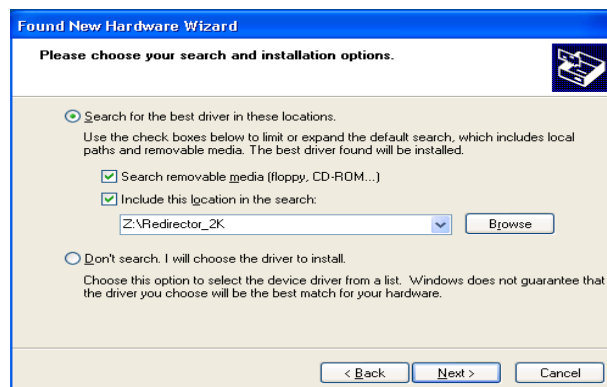 Found New Hardware Wizard
Please choose your search and installation options.
Search for the best driver in these locations.
Use the check boxes below to limit or expand the default search, which includes local
paths and removable media. The best driver found will be installed.
Search removable media (floppy, CD-ROM...)
Include this location in the search:
Z:\Redirector_2K
Browse
Don't search. I will choose the driver to install.
Choose this option to select the device driver from a list. Windows does not guarantee that
the driver you choose will be the best match for your hardware.
< Back Next > Cancel